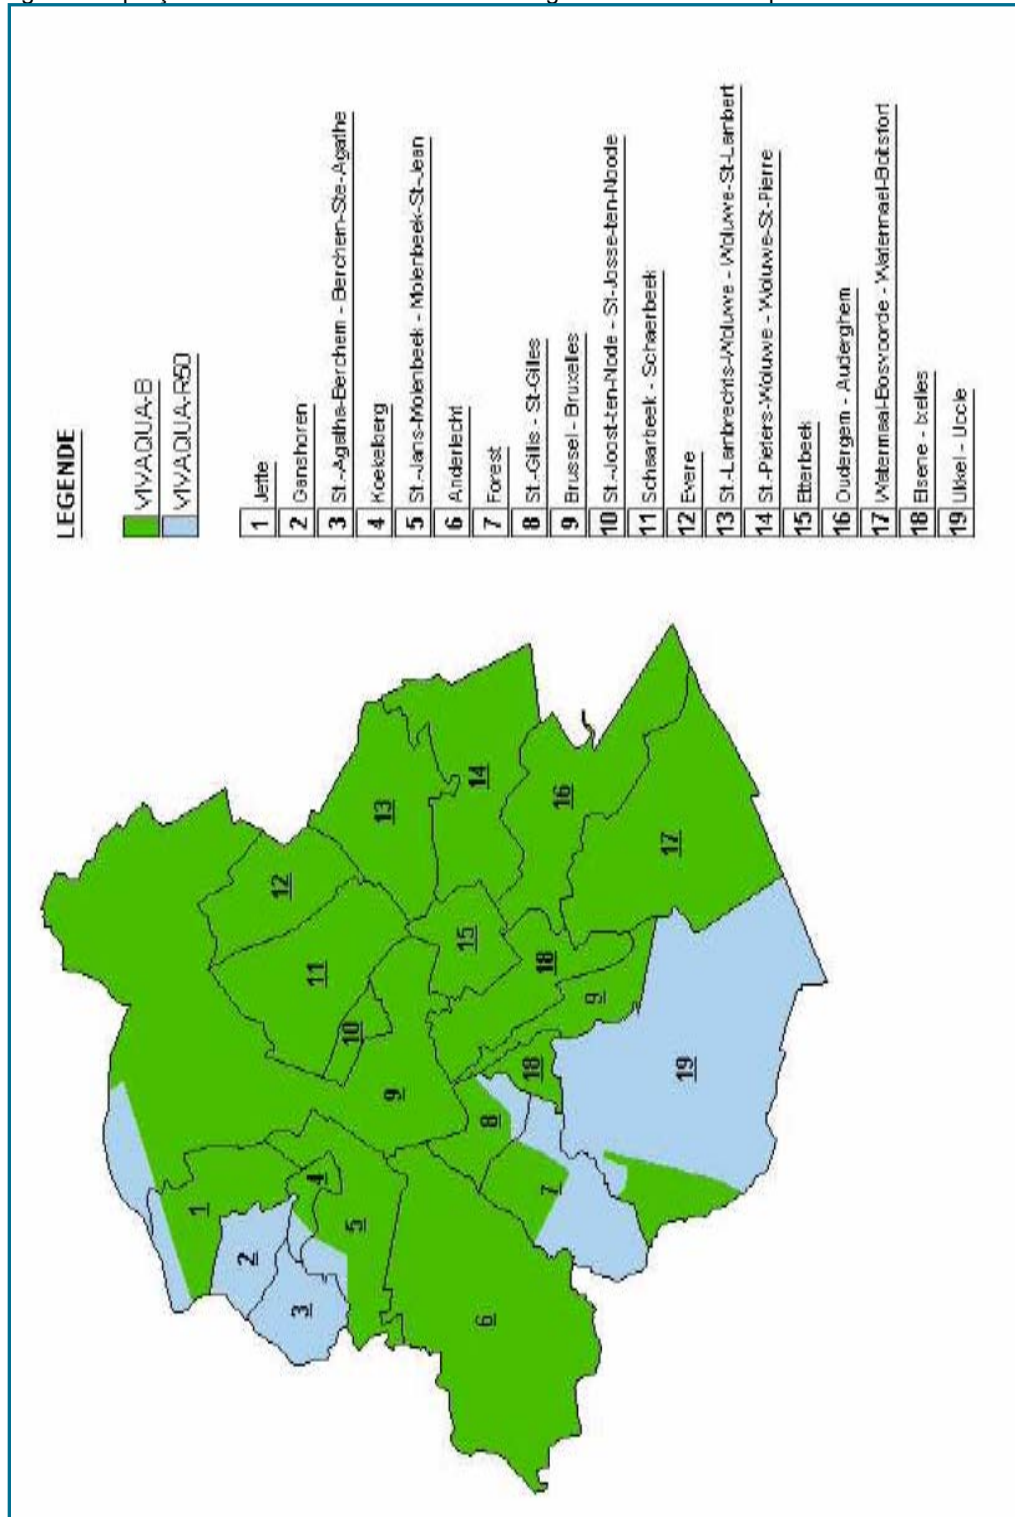 LEGENDE
VIVAQUA-B
VIVAQUA-R50
1 Jette
2 Ganshoren
3 St.-Agatha-Berchem - Berchem-Ste-Agathe
4 Koekelberg
5 St.-Jans-Molenbeek - Molenbeek-St-Jean
6 Anderlecht
7 Forest
8 St.-Gillis - St-Gilles
9 Brussel - Bruxelles
10 St.-Joost-ten-Node - St-Josse-ten-Noode
11 Schaarbeek - Schaerbeek
12 Evere
13 St.-Lambrechts-Woluwe - Woluwe-St-Lambert
14 St.-Pieters-Woluwe - Woluwe-St-Pierre
15 Etterbeek
16 Oudergem - Auderghem
17 Watermaal-Bosvoorde - Watermael-Boitsfort
18 Elsene - Ixelles
19 Ukkel - Uccle
1
2
3
4
5
6
7
8
9
10
11
12
13
14
15
16
17
18
9
18
19